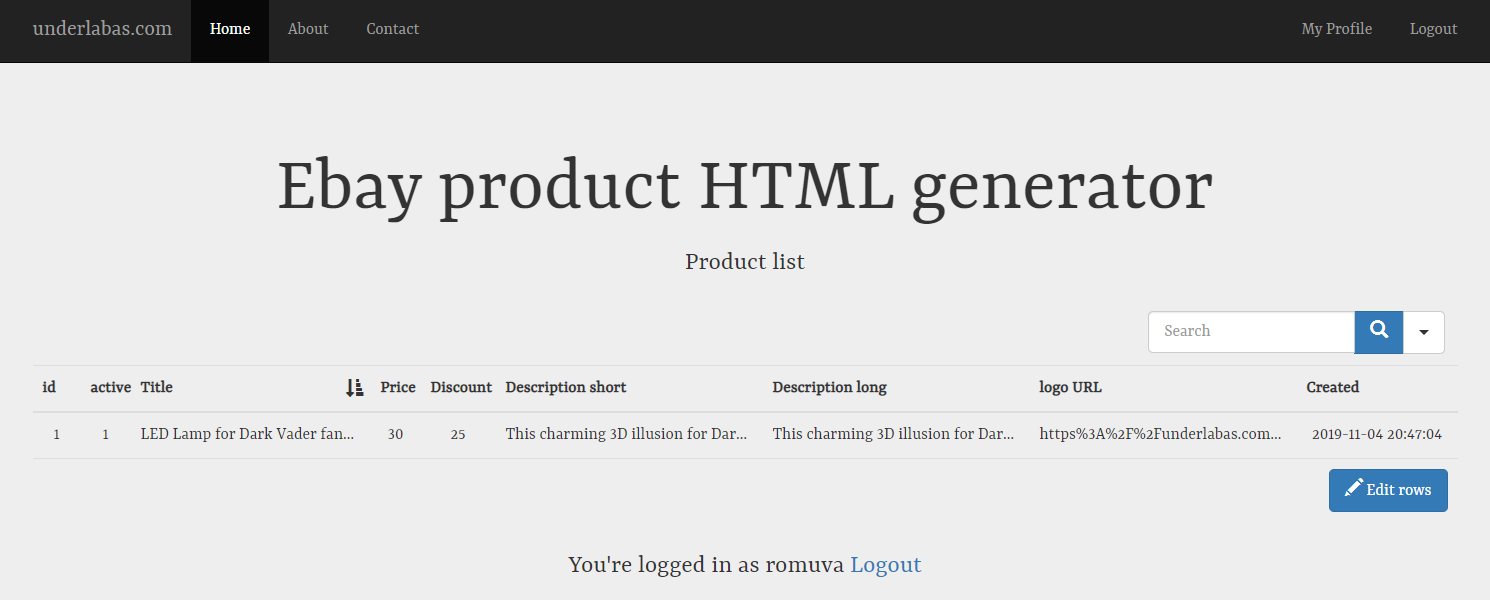 underlabas.com Home About Contact My Profile Logout
Ebay product HTML generator
Product list
Search
id active Title Price Discount Description short Description long logo URL Created
1 1 LED Lamp for Dark Vader fan... 30 25 This charming 3D illusion for Dar... This charming 3D illusion for Dar... https%3A%2F%2Funderlabas.com... 2019-11-04 20:47:04
Edit rows
You're logged in as romuva Logout